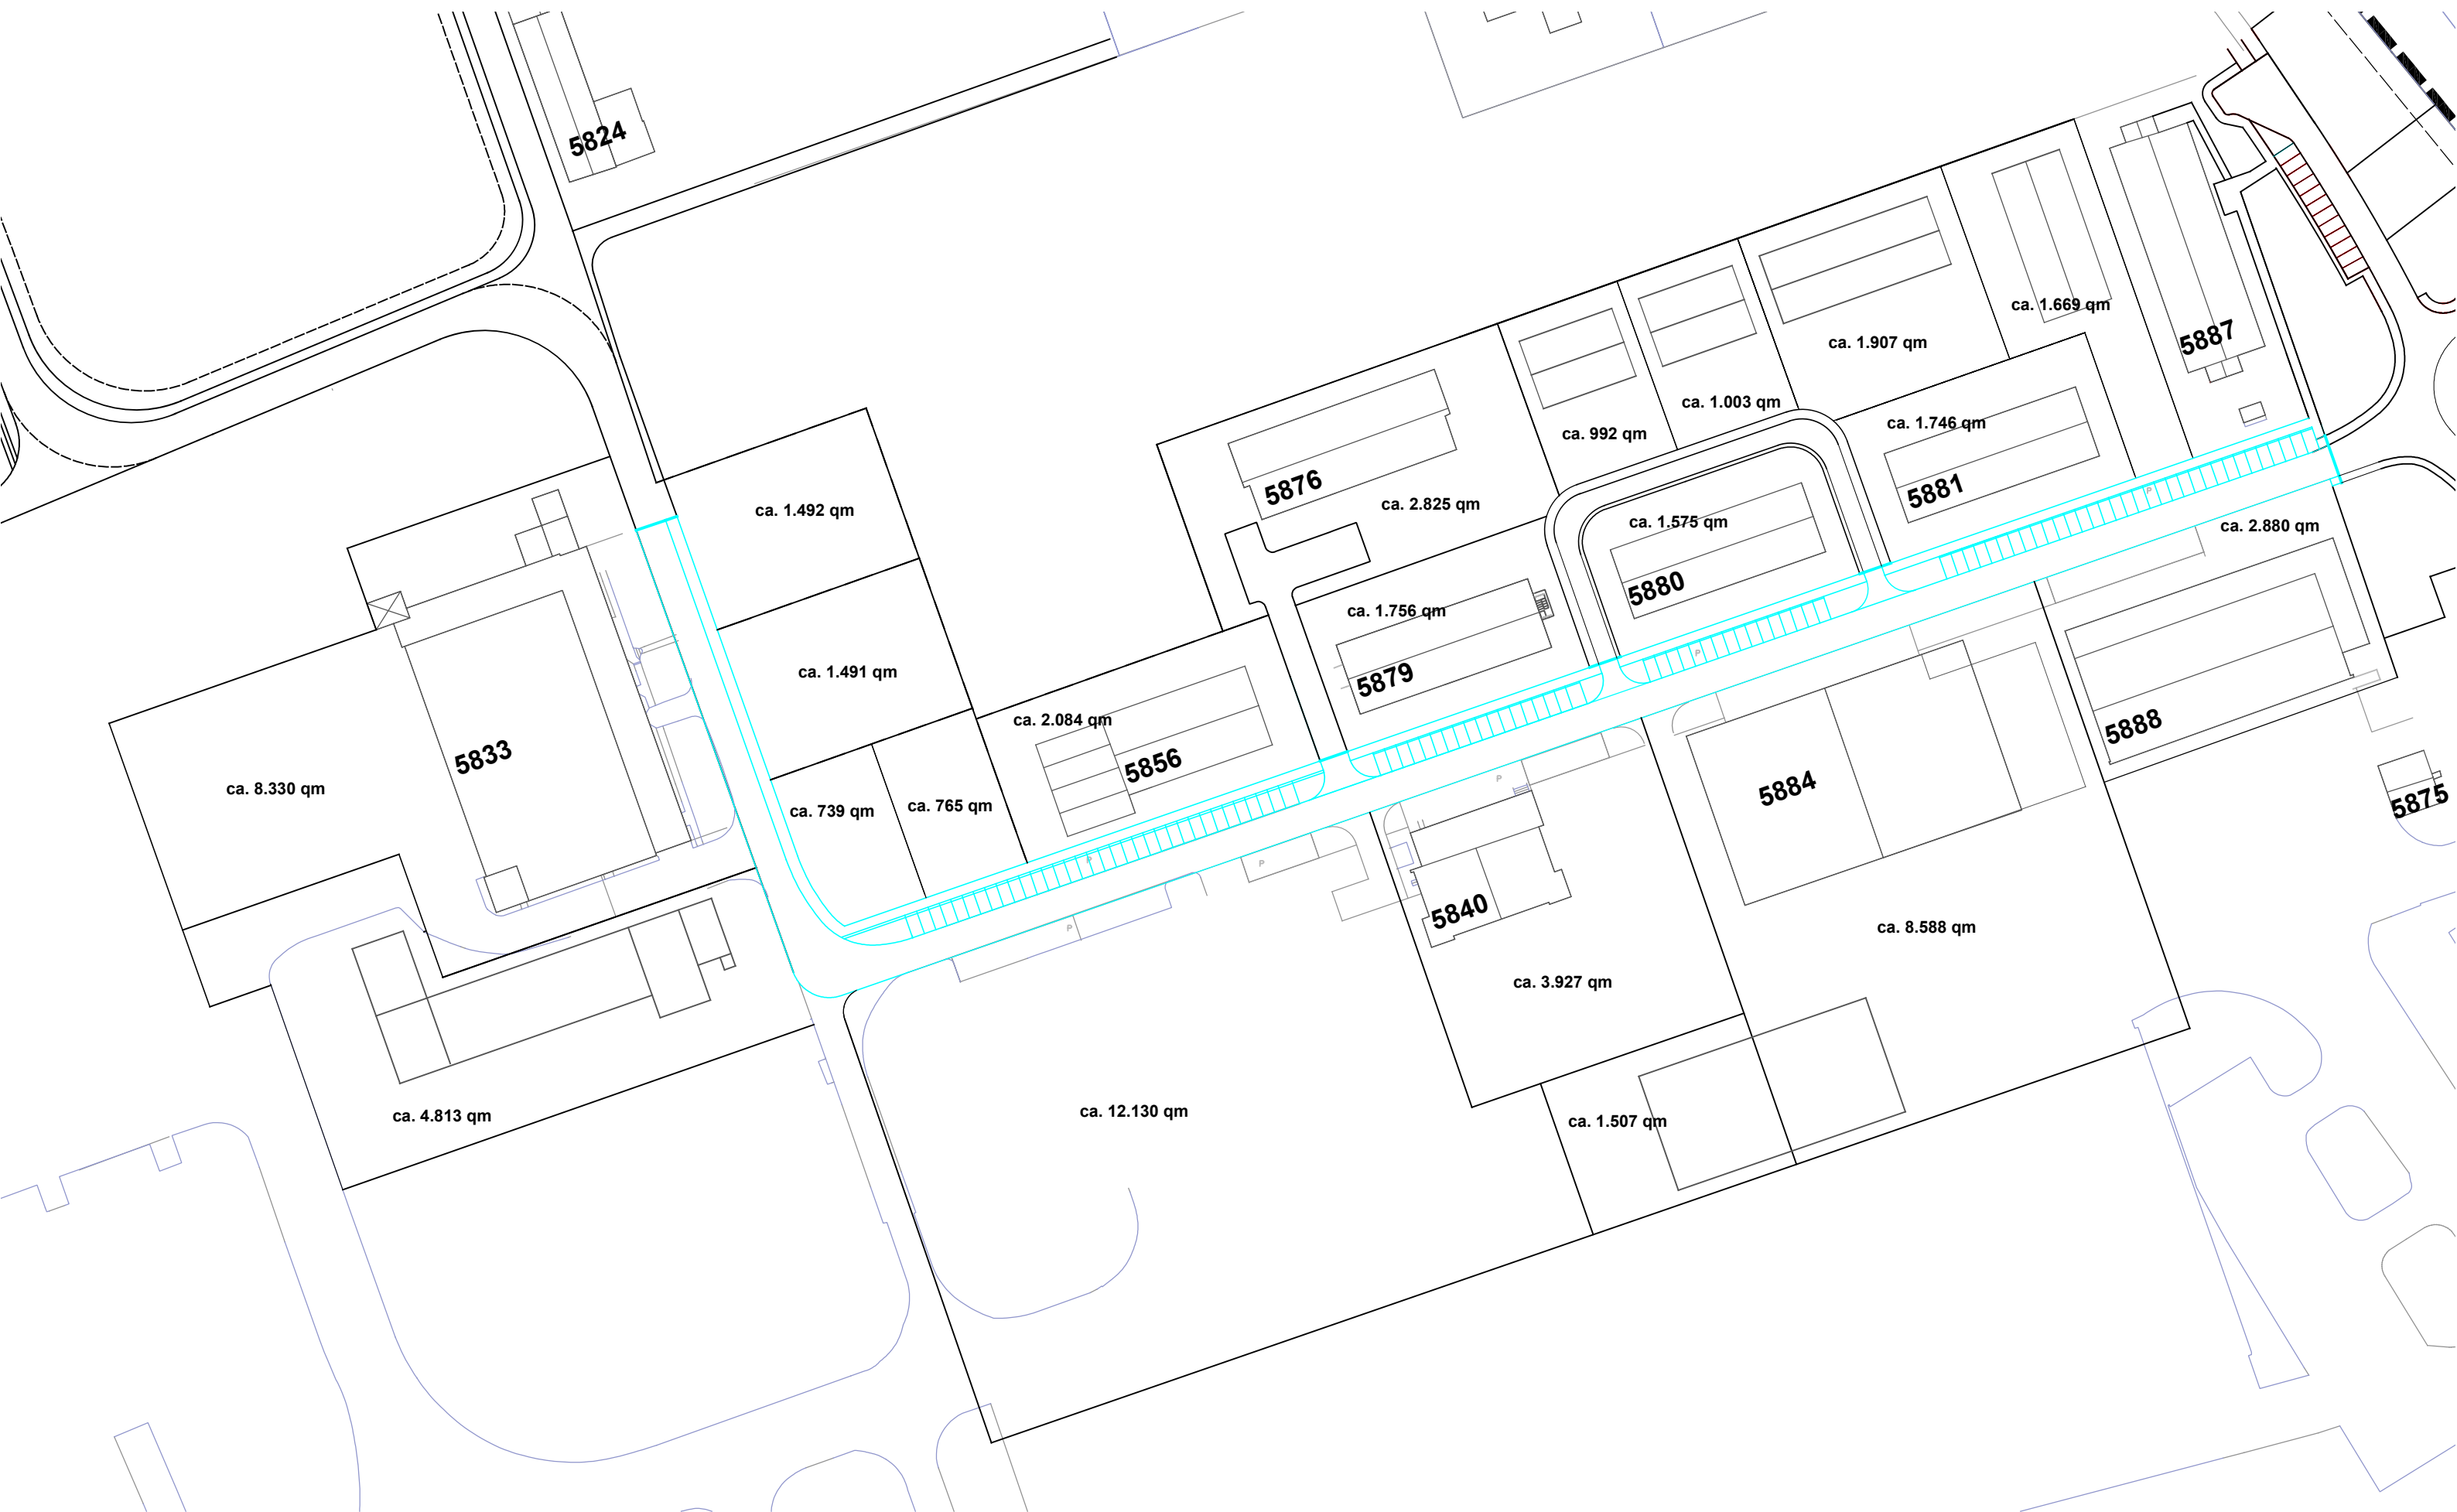 5824
5887
ca. 1.669 qm
ca. 1.907 qm
ca. 1.003 qm
ca. 992 qm
ca. 1.746 qm
5881
5876
ca. 2.825 qm
ca. 1.492 qm
ca. 1.575 qm
5880
ca. 2.880 qm
P
ca. 1.756 qm
5879
P
ca. 1.491 qm
ca. 2.084 qm
5856
5888
5833
ca. 8.330 qm
ca. 739 qm
ca. 765 qm
P
5884
5875
P
P
5840
P
ca. 8.588 qm
ca. 3.927 qm
ca. 4.813 qm
ca. 12.130 qm
ca. 1.507 qm